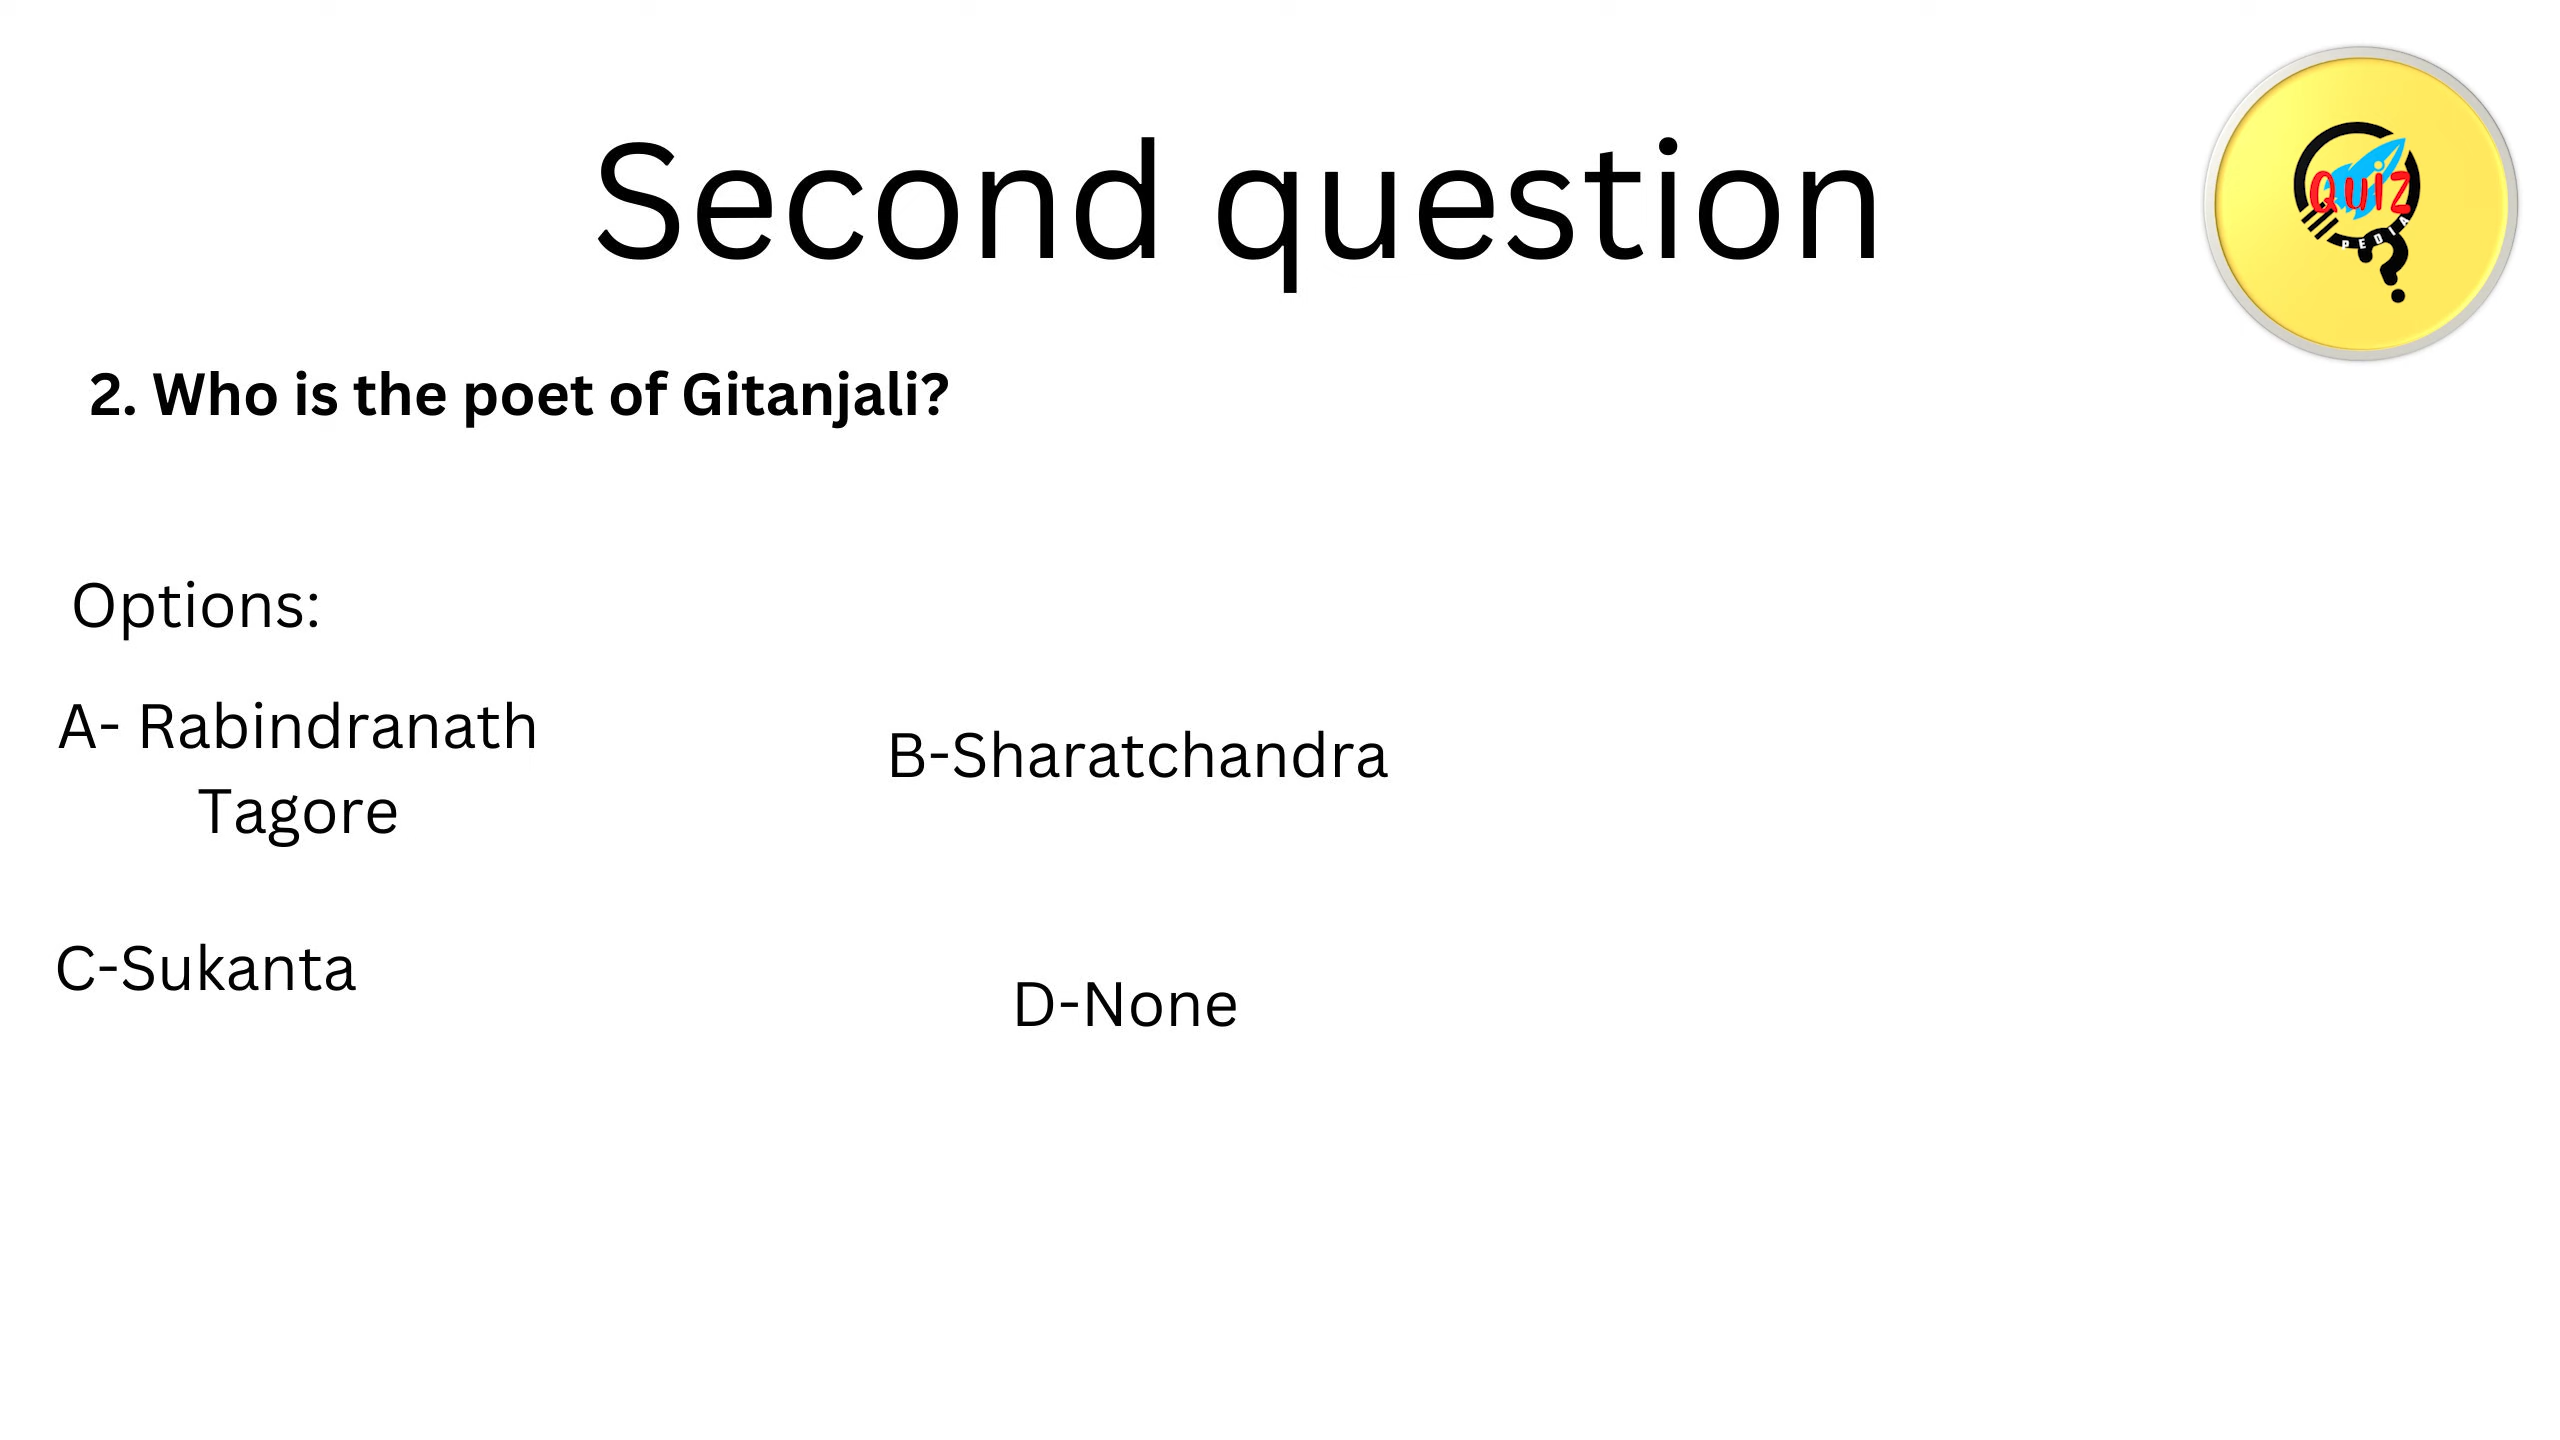 Second question
QUIZ
PEDIA
2. Who is the poet of Gitanjali?
Options:
A- Rabindranath
Tagore
B-Sharatchandra
C-Sukanta
D-None